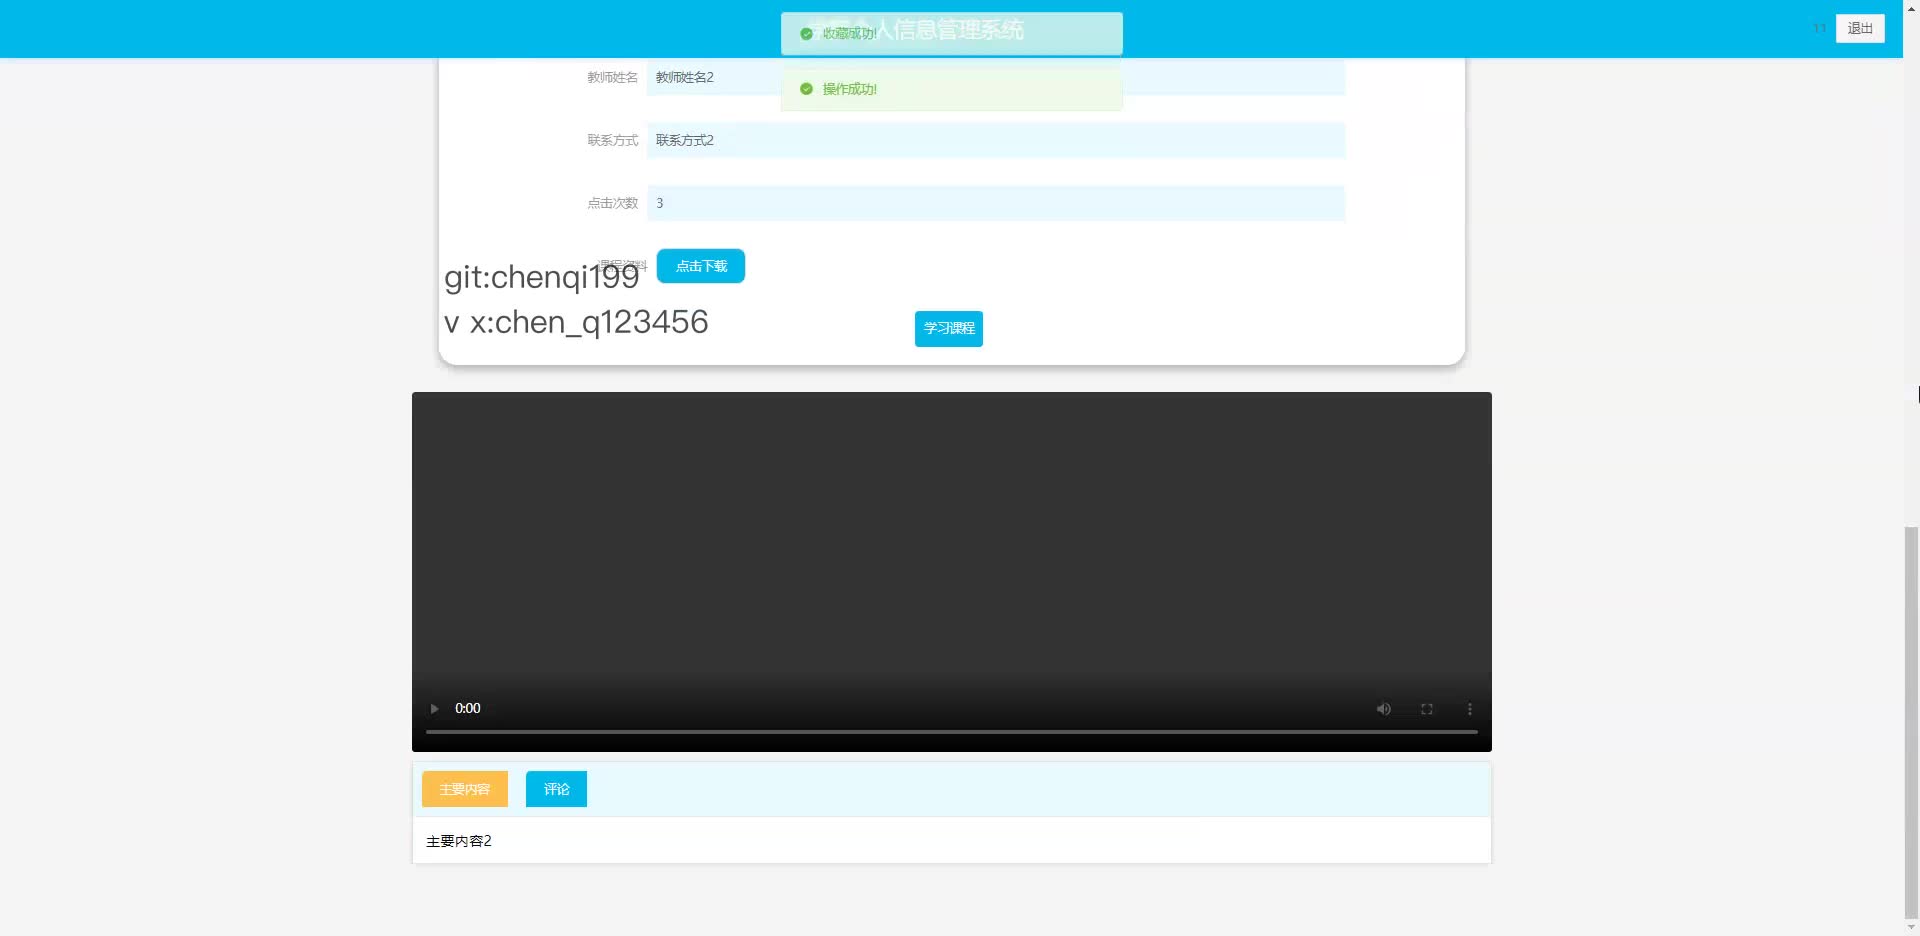 人信息管理系统
收藏成功!
11 退出
教师姓名 教师姓名2
操作成功!
联系方式 联系方式2
点击次数 3
课程资料 点击下载
git:chenqi199
v x:chen_q123456
学习课程
0:00
主要内容 评论
主要内容2